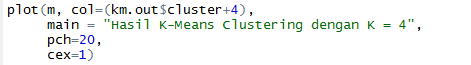 plot(m, col=(km.out$cluster+4),
main = "Hasil K-Means Clustering dengan K = 4",
pch=20,
cex=1)